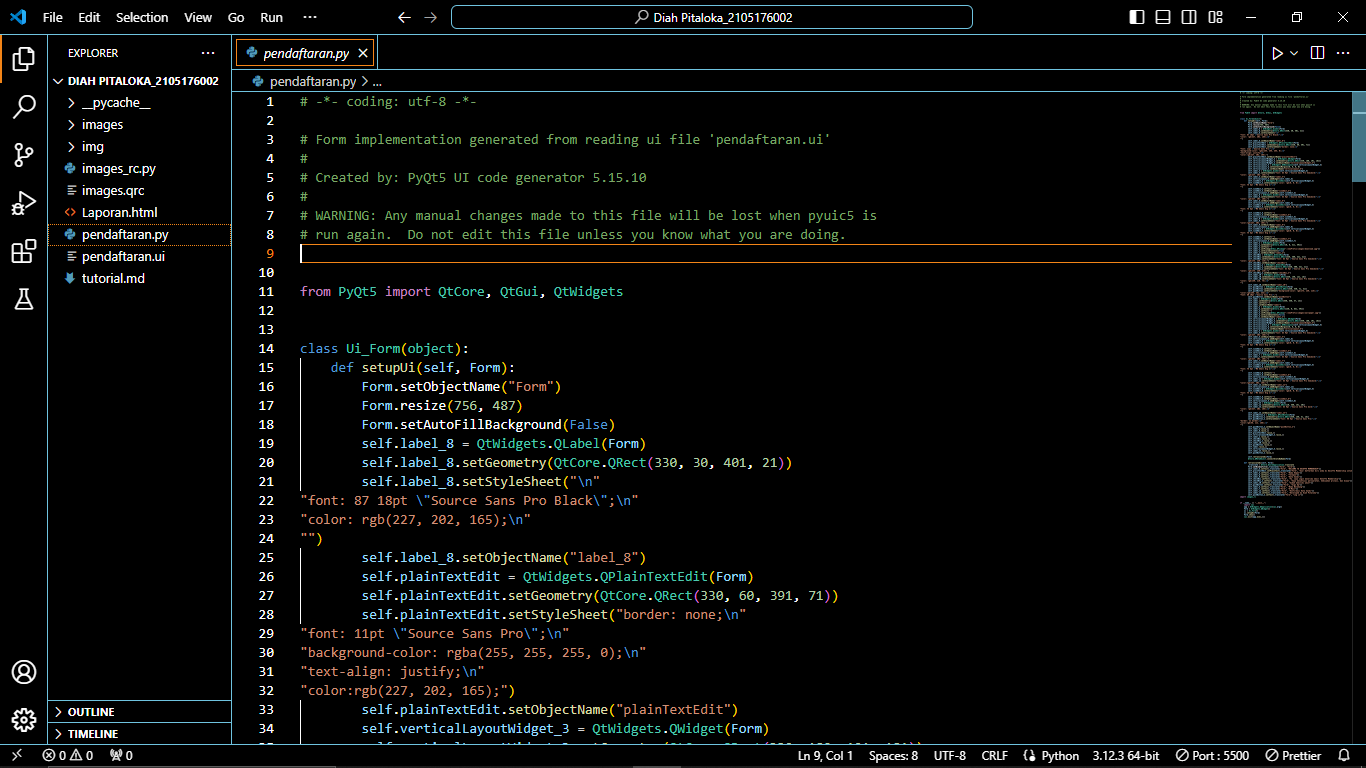 File Edit Selection View Go Run ··· Diah Pitaloka_2105176002
EXPLORER ···
DIAH PITALOKA_2105176002
__pycache__
images
img
images_rc.py
images.qrc
Laporan.html
pendaftaran.py
pendaftaran.ui
tutorial.md
OUTLINE
TIMELINE
pendaftaran.py
pendaftaran.py > ...
1 # -*- coding: utf-8 -*-
2
3 # Form implementation generated from reading ui file 'pendaftaran.ui'
4 #
5 # Created by: PyQt5 UI code generator 5.15.10
6 #
7 # WARNING: Any manual changes made to this file will be lost when pyuic5 is
8 # run again.  Do not edit this file unless you know what you are doing.
9
10
11 from PyQt5 import QtCore, QtGui, QtWidgets
12
13
14 class Ui_Form(object):
15     def setupUi(self, Form):
16         Form.setObjectName("Form")
17         Form.resize(756, 487)
18         Form.setAutoFillBackground(False)
19         self.label_8 = QtWidgets.QLabel(Form)
20         self.label_8.setGeometry(QtCore.QRect(330, 30, 401, 21))
21         self.label_8.setStyleSheet("\n"
22 "font: 87 18pt \"Source Sans Pro Black\";\n"
23 "color: rgb(227, 202, 165);\n"
24 "")
25         self.label_8.setObjectName("label_8")
26         self.plainTextEdit = QtWidgets.QPlainTextEdit(Form)
27         self.plainTextEdit.setGeometry(QtCore.QRect(330, 60, 391, 71))
28         self.plainTextEdit.setStyleSheet("border: none;\n"
29 "font: 11pt \"Source Sans Pro\";\n"
30 "background-color: rgba(255, 255, 255, 0);\n"
31 "text-align: justify;\n"
32 "color:rgb(227, 202, 165);")
33         self.plainTextEdit.setObjectName("plainTextEdit")
34         self.verticalLayoutWidget_3 = QtWidgets.QWidget(Form)
0 0 0 Ln 9, Col 1 Spaces: 8 UTF-8 CRLF Python 3.12.3 64-bit Port : 5500 Prettier